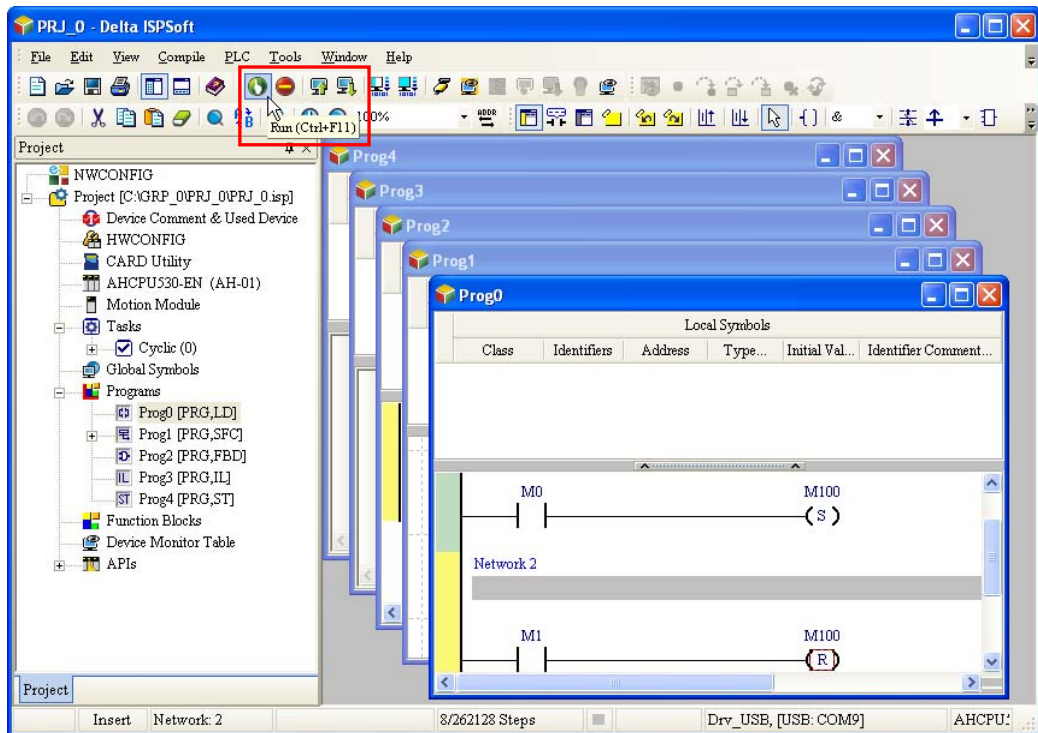 PRJ_0 - Delta ISPSoft
File Edit View Compile PLC Tools Window Help
100%
ADDR
Run (Ctrl+F11)
Project
NWCONFIG
Project [C:\GRP_0\PRJ_0\PRJ_0.isp]
Device Comment & Used Device
HWCONFIG
CARD Utility
AHCPU530-EN (AH-01)
Motion Module
Tasks
Cyclic (0)
Global Symbols
Programs
Prog0 [PRG,LD]
Prog1 [PRG,SFC]
Prog2 [PRG,FBD]
Prog3 [PRG,IL]
Prog4 [PRG,ST]
Function Blocks
Device Monitor Table
APIs
Project
Prog4
Prog3
Prog2
Prog1
Prog0
Local Symbols
Class Identifiers Address Type... Initial Val... Identifier Comment...
M0 M100
S
Network 2
M1 M100
R
Insert Network: 2 8/262128 Steps Drv_USB, [USB: COM9] AHCPU